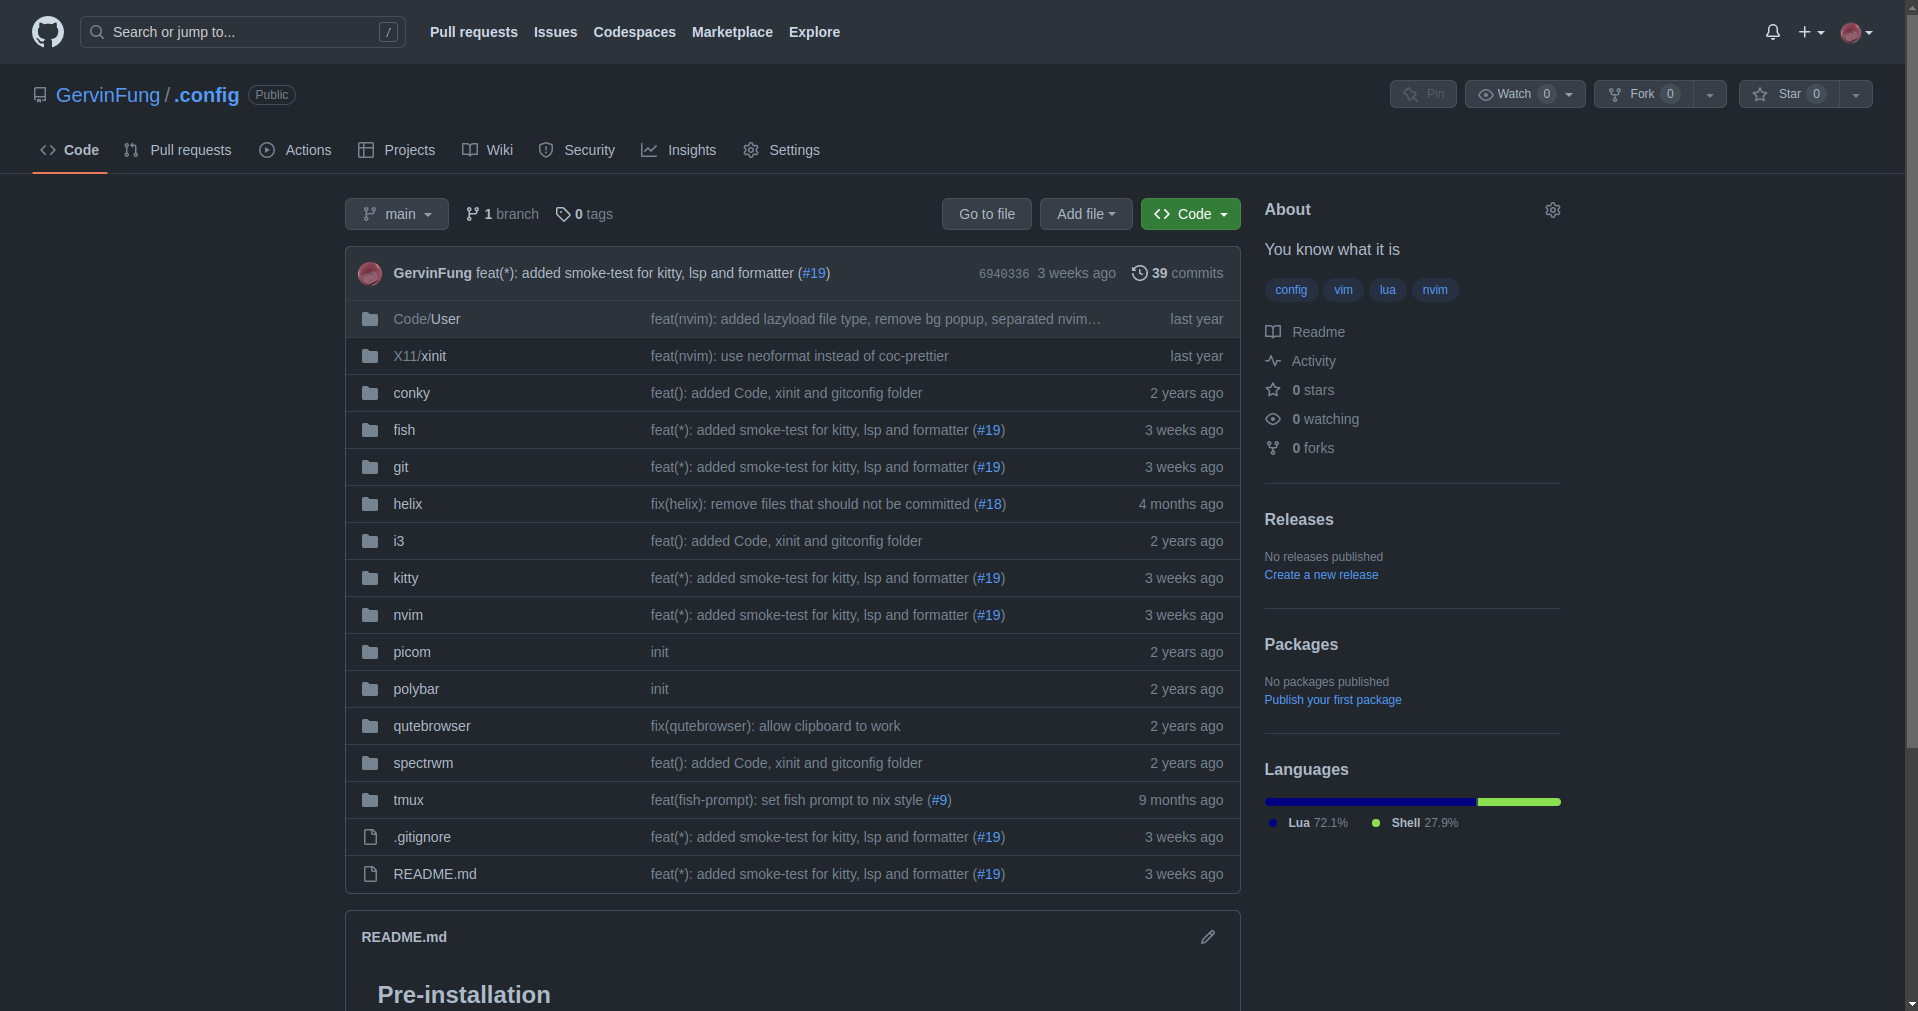 Search or jump to... / Pull requests Issues Codespaces Marketplace Explore
GervinFung / .config Public Pin Watch 0 Fork 0 Star 0
Code Pull requests Actions Projects Wiki Security Insights Settings
main 1 branch 0 tags Go to file Add file Code
GervinFung feat(*): added smoke-test for kitty, lsp and formatter (#19) 6940336 3 weeks ago 39 commits
Code/User feat(nvim): added lazyload file type, remove bg popup, separated nvim… last year
X11/xinit feat(nvim): use neoformat instead of coc-prettier last year
conky feat(): added Code, xinit and gitconfig folder 2 years ago
fish feat(*): added smoke-test for kitty, lsp and formatter (#19) 3 weeks ago
git feat(*): added smoke-test for kitty, lsp and formatter (#19) 3 weeks ago
helix fix(helix): remove files that should not be committed (#18) 4 months ago
i3 feat(): added Code, xinit and gitconfig folder 2 years ago
kitty feat(*): added smoke-test for kitty, lsp and formatter (#19) 3 weeks ago
nvim feat(*): added smoke-test for kitty, lsp and formatter (#19) 3 weeks ago
picom init 2 years ago
polybar init 2 years ago
qutebrowser fix(qutebrowser): allow clipboard to work 2 years ago
spectrwm feat(): added Code, xinit and gitconfig folder 2 years ago
tmux feat(fish-prompt): set fish prompt to nix style (#9) 9 months ago
.gitignore feat(*): added smoke-test for kitty, lsp and formatter (#19) 3 weeks ago
README.md feat(*): added smoke-test for kitty, lsp and formatter (#19) 3 weeks ago
README.md
Pre-installation
About
You know what it is
config vim lua nvim
Readme
Activity
0 stars
0 watching
0 forks
Releases
No releases published
Create a new release
Packages
No packages published
Publish your first package
Languages
Lua 72.1% Shell 27.9%